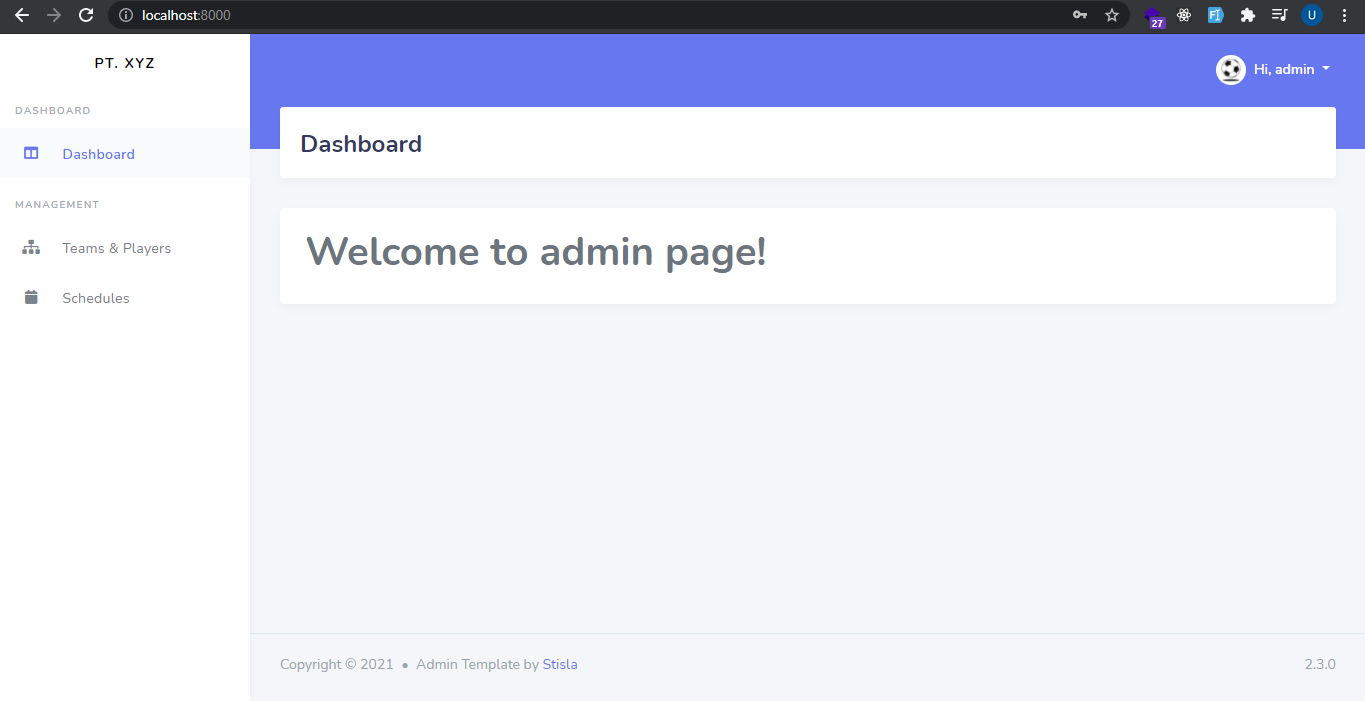 localhost:8000
27
FI
U
PT. XYZ
Hi, admin
DASHBOARD
Dashboard
Dashboard
MANAGEMENT
Teams & Players
Schedules
Welcome to admin page!
Copyright © 2021 • Admin Template by Stisla
2.3.0